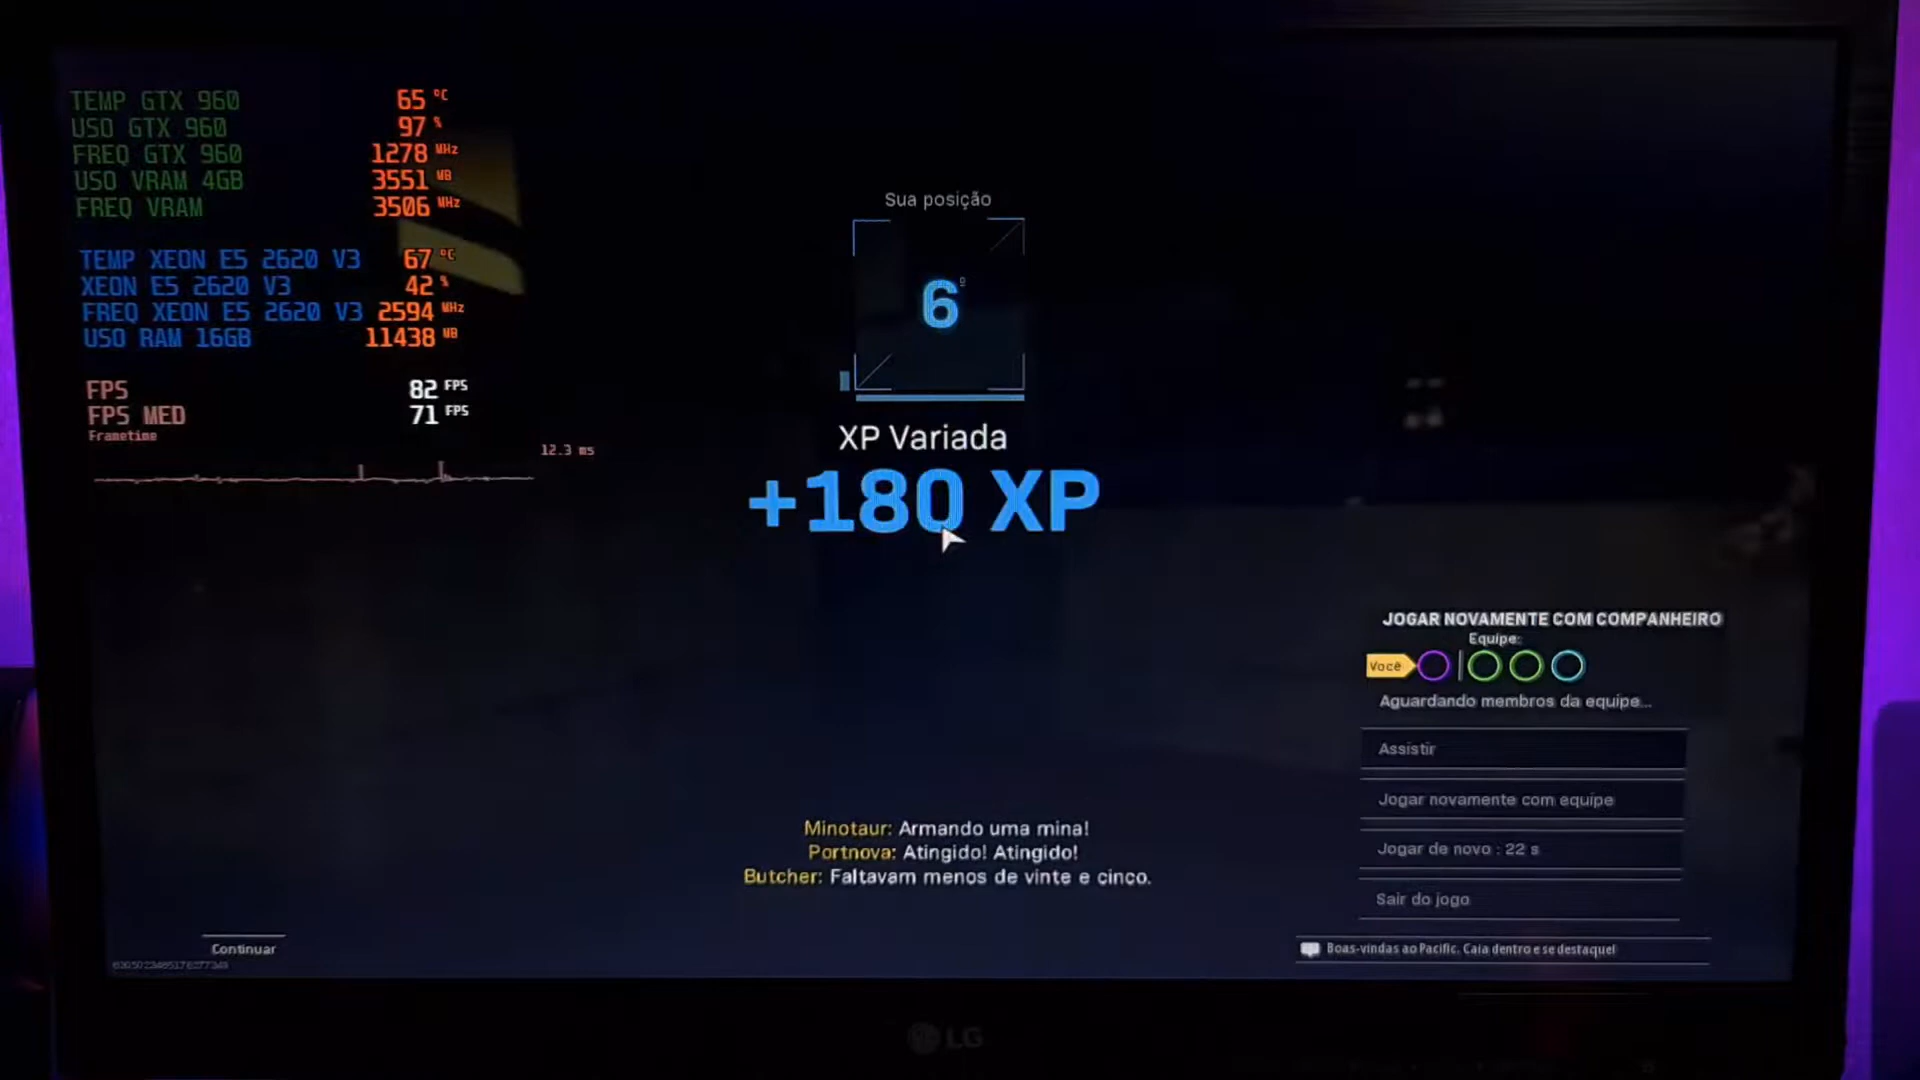 TEMP GTX 960 65 °C
USO GTX 960 97 %
FREQ GTX 960 1278 MHz
USO VRAM 4GB 3551 MB
FREQ VRAM 3506 MHz
TEMP XEON E5 2620 V3 67 °C
XEON E5 2620 V3 42 %
FREQ XEON E5 2620 V3 2594 MHz
USO RAM 16GB 11438 MB
FPS 82 FPS
FPS MED 71 FPS
Frametime
12.3 ms
Sua posição
6º
XP Variada
+180 XP
JOGAR NOVAMENTE COM COMPANHEIRO
Equipe:
Você
Aguardando membros da equipe...
Assistir
Jogar novamente com equipe
Jogar de novo : 22 s
Sair do jogo
Minotaur: Armando uma mina!
Portnova: Atingido! Atingido!
Butcher: Faltavam menos de vinte e cinco.
Continuar
Boas-vindas ao Pacific. Caia dentro e se destaque!
LG